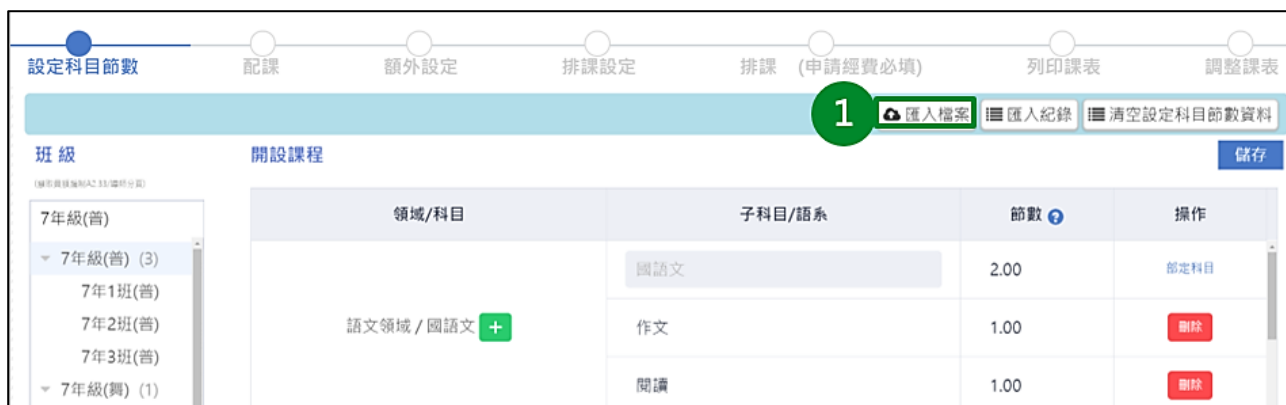 設定科目節數 配課 額外設定 排課設定 排課 (申請經費必填) 列印課表 調整課表
1 匯入檔案 匯入紀錄 清空設定科目節數資料
班級 開設課程 儲存
7年級(普) 領域/科目 子科目/語系 節數 ? 操作
7年級(普) (3) 國語文 2.00 部定科目
7年1班(普)
7年2班(普) 語文領域 / 國語文 + 作文 1.00 刪除
7年3班(普)
7年級(舞) (1) 閱讀 1.00 刪除